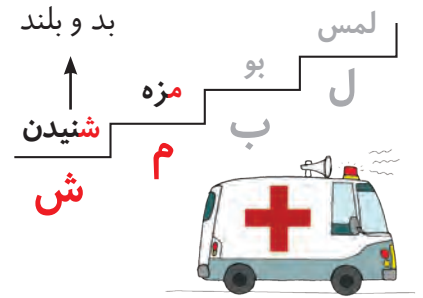 بد و بلند
لمس
بو
مزه
شنیدن
ل
ب
م
ش